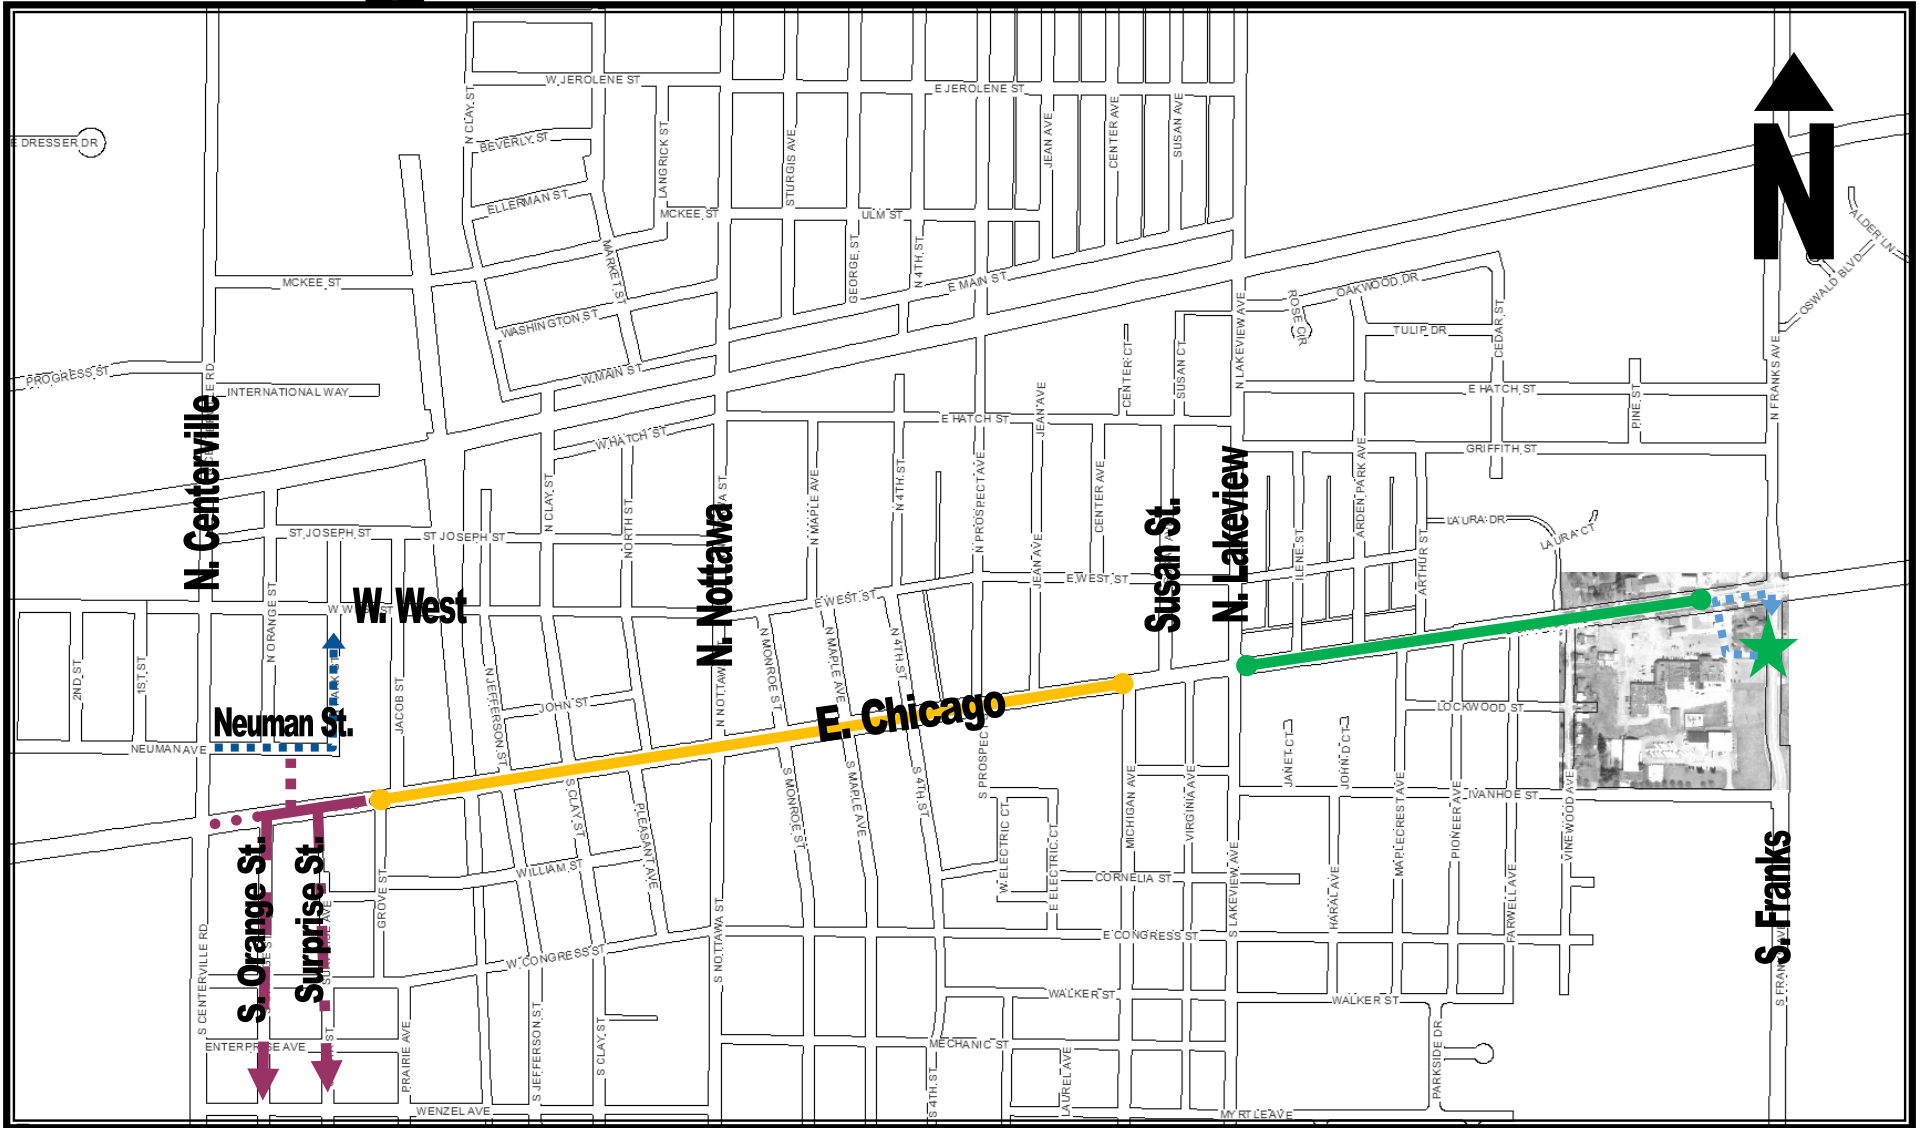 W JEROLENE ST
E JEROLENE ST
N CLAY ST
BEVERLY ST
LANGRICK ST
STURGIS AVE
JEAN AVE
CENTER AVE
SUSAN AVE
E DRESSER DR
N
ELLERMAN ST
MCKEE ST
ULM ST
ALDER LN
MARKET ST
GEORGE ST
N 4TH ST
E MAIN ST
OAKWOOD DR
OSWALD BLVD
MCKEE ST
WASHINGTON ST
ROSE CIR
TULIP DR
CEDAR ST
N LAKEVIEW AVE
CENTER CT
SUSAN CT
N FRANKS AVE
PROGRESS ST
INTERNATIONAL WAY
W MAIN ST
E HATCH ST
E HATCH ST
PINE ST
JEAN AVE
W HATCH ST
GRIFFITH ST
N. Centerville
N CLAY ST
NORTH ST
N MAPLE AVE
N 4TH ST
N PROSPECT AVE
CENTER AVE
ARDEN PARK AVE
N. Nottawa
Susan St.
N. Lakeview
ST JOSEPH ST
ST JOSEPH ST
LAURA DR
LAURA CT
JEAN AVE
E WEST ST
ILENE ST
ARTHUR ST
N ORANGE ST
W. West
E WEST ST
2ND ST
1ST ST
JACOB ST
N JEFFERSON ST
JOHN ST
N MONROE ST
N MAPLE AVE
N 4TH ST
E. Chicago
Neuman St.
NEUMAN AVE
LOCKWOOD ST
JANET CT
JOHN D CT
S CLAY ST
PLEASANT AVE
S MONROE ST
S MAPLE AVE
S 4TH ST
MICHIGAN AVE
VIRGINIA AVE
MAPLECREST AVE
PIONEER AVE
IVANHOE ST
VINEWOOD AVE
S. Orange St.
Surprise St.
S. Franks
WILLIAM ST
GROVE ST
W ELECTRIC CT
E ELECTRIC CT
CORNELIA ST
S LAKEVIEW AVE
HARAL AVE
FARWELL AVE
S CENTERVILLE RD
W CONGRESS ST
S NOTTAWA ST
E CONGRESS ST
WALKER ST
WALKER ST
ENTERPRISE AVE
PRAIRIE AVE
S JEFFERSON ST
S CLAY ST
MECHANIC ST
S 4TH ST
LAUREL AVE
PARKSIDE DR
WENZEL AVE
MYRTLE AVE